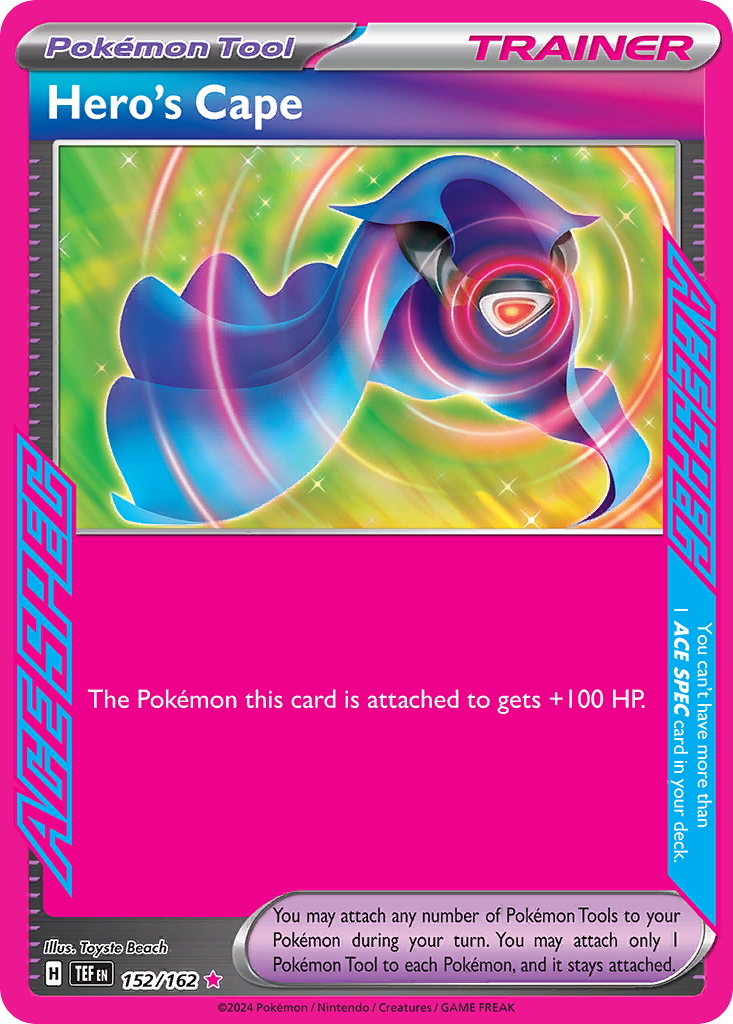 Pokémon Tool
TRAINER
Hero's Cape
ACE SPEC
ACE SPEC
You can't have more than
1 ACE SPEC card in your deck.
The Pokémon this card is attached to gets +100 HP.
You may attach any number of Pokémon Tools to your
Pokémon during your turn. You may attach only 1
Pokémon Tool to each Pokémon, and it stays attached.
Illus. Toyste Beach
H TEF EN 152/162
©2024 Pokémon / Nintendo / Creatures / GAME FREAK